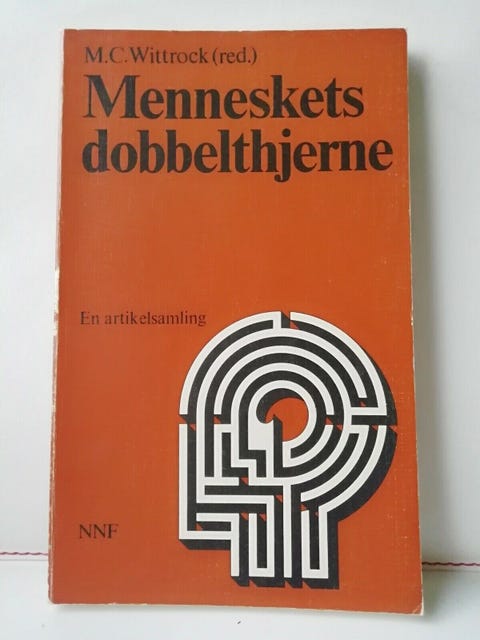 M.C. Wittrock (red.)
Menneskets
dobbelthjerne
En artikelsamling
NNF